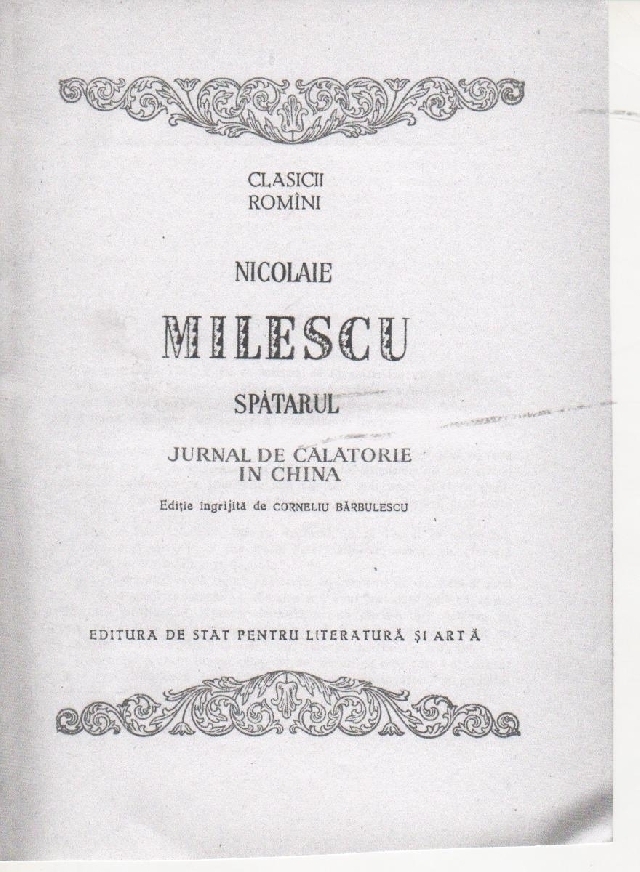 CLASICII
ROMÎNI
NICOLAIE
MILESCU
SPĂTARUL
JURNAL DE CĂLĂTORIE
IN CHINA
Ediție îngrijită de CORNELIU BĂRBULESCU
EDITURA DE STAT PENTRU LITERATURĂ ȘI ARTĂ